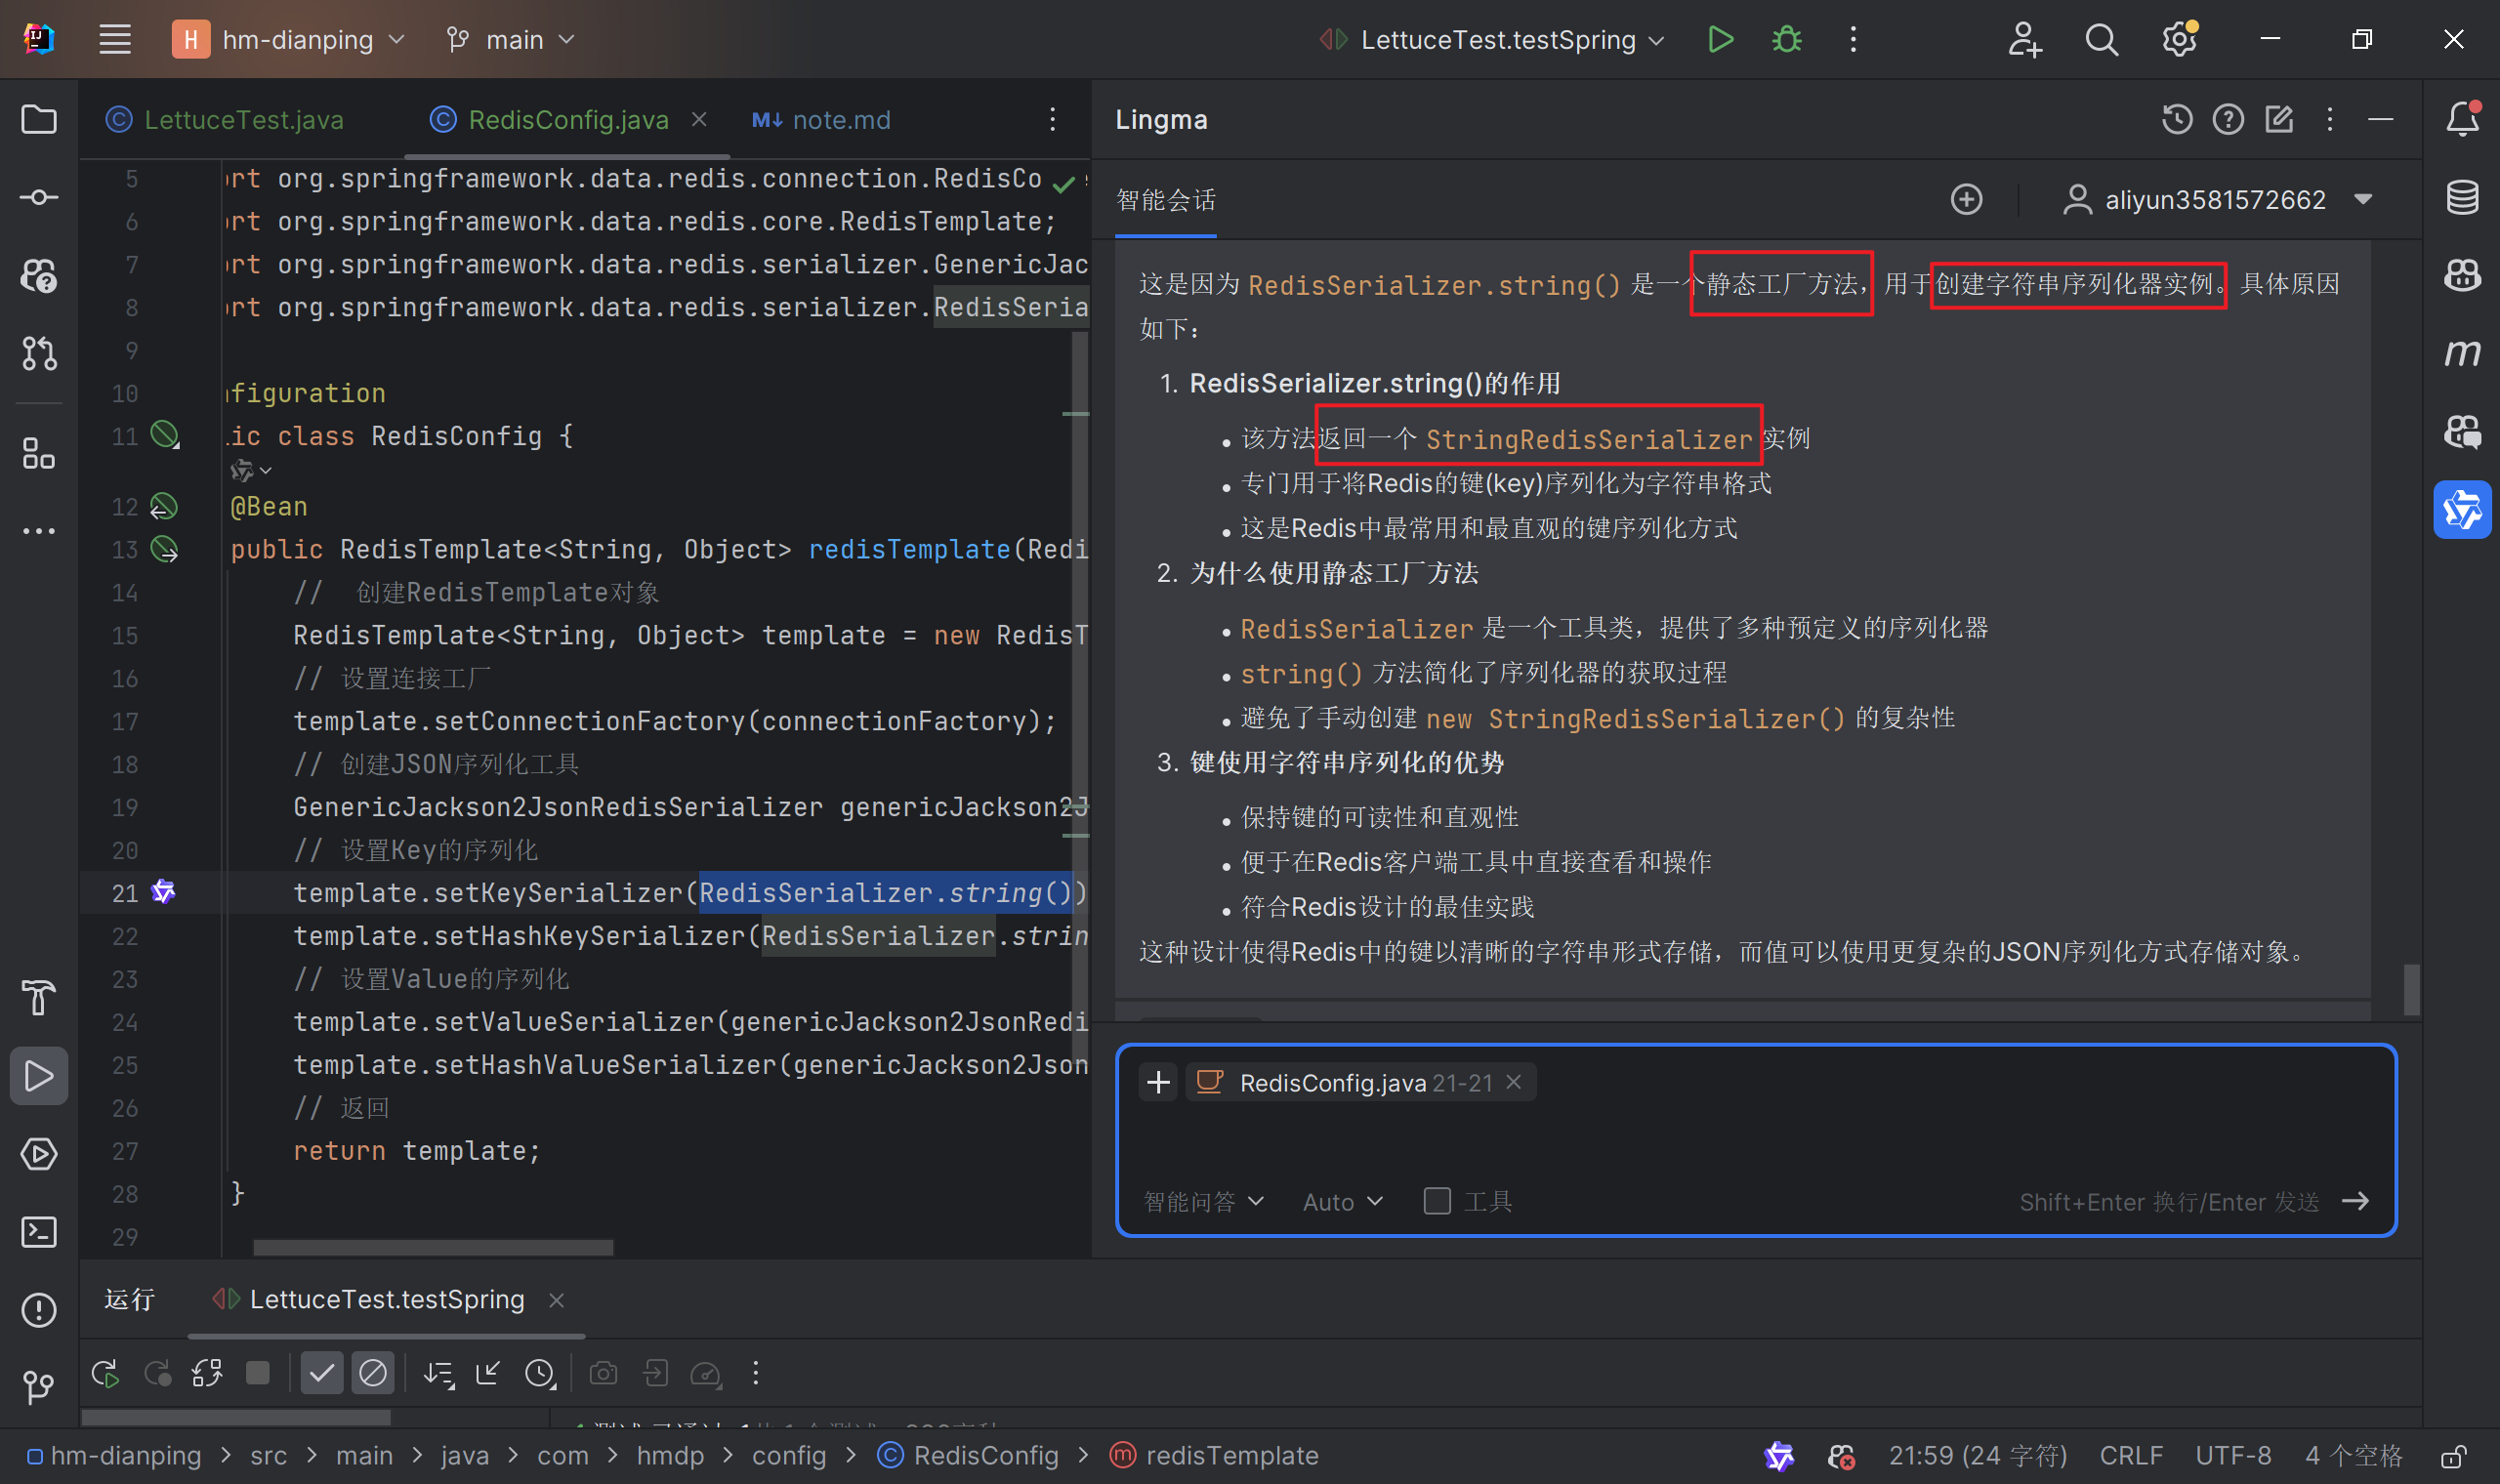 H hm-dianping main LettuceTest.testSpring
LettuceTest.java RedisConfig.java note.md
5 ort org.springframework.data.redis.connection.RedisCo
6 ort org.springframework.data.redis.core.RedisTemplate;
7 ort org.springframework.data.redis.serializer.GenericJac
8 ort org.springframework.data.redis.serializer.RedisSeria
9
10 nfiguration
11 lic class RedisConfig {
12 @Bean
13 public RedisTemplate<String, Object> redisTemplate(Redi
14 // 创建RedisTemplate对象
15 RedisTemplate<String, Object> template = new RedisT
16 // 设置连接工厂
17 template.setConnectionFactory(connectionFactory);
18 // 创建JSON序列化工具
19 GenericJackson2JsonRedisSerializer genericJackson2J
20 // 设置Key的序列化
21 template.setKeySerializer(RedisSerializer.string())
22 template.setHashKeySerializer(RedisSerializer.strin
23 // 设置Value的序列化
24 template.setValueSerializer(genericJackson2JsonRedi
25 template.setHashValueSerializer(genericJackson2Json
26 // 返回
27 return template;
28 }
29
Lingma
智能会话 aliyun3581572662
这是因为 RedisSerializer.string() 是一个静态工厂方法，用于创建字符串序列化器实例。具体原因
如下：
1. RedisSerializer.string()的作用
• 该方法返回一个 StringRedisSerializer 实例
• 专门用于将Redis的键(key)序列化为字符串格式
• 这是Redis中最常用和最直观的键序列化方式
2. 为什么使用静态工厂方法
• RedisSerializer 是一个工具类，提供了多种预定义的序列化器
• string() 方法简化了序列化器的获取过程
• 避免了手动创建 new StringRedisSerializer() 的复杂性
3. 键使用字符串序列化的优势
• 保持键的可读性和直观性
• 便于在Redis客户端工具中直接查看和操作
• 符合Redis设计的最佳实践
这种设计使得Redis中的键以清晰的字符串形式存储，而值可以使用更复杂的JSON序列化方式存储对象。
RedisConfig.java 21-21
智能问答 Auto 工具 Shift+Enter 换行/Enter 发送
运行 LettuceTest.testSpring
hm-dianping > src > main > java > com > hmdp > config > RedisConfig > redisTemplate 21:59 (24 字符) CRLF UTF-8 4 个空格